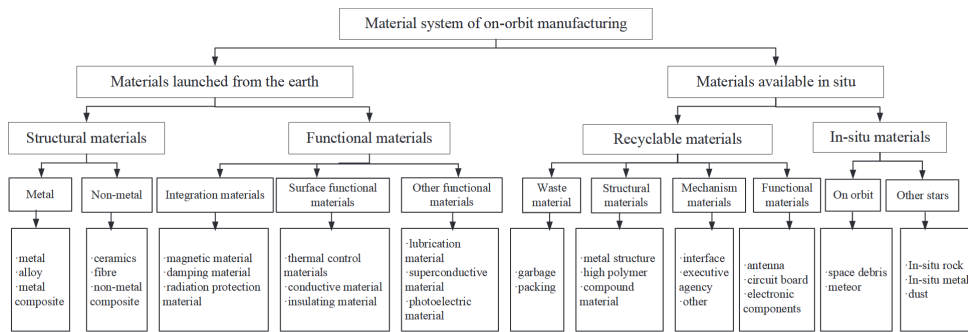 Material system of on-orbit manufacturing
Materials launched from the earth
Materials available in situ
Structural materials
Functional materials
Recyclable materials
In-situ materials
Metal
Non-metal
Integration materials
Surface functional
materials
Other functional
materials
Waste
material
Structural
materials
Mechanism
materials
Functional
materials
On orbit
Other stars
·metal
·alloy
·metal
composite
·ceramics
·fibre
·non-metal
composite
·magnetic material
·damping material
·radiation protection
material
·thermal control
materials
·conductive material
·insulating material
·lubrication
material
·superconductive
material
·photoelectric
material
·garbage
·packing
·metal structure
·high polymer
·compound
material
·interface
·executive
agency
·other
·antenna
·circuit board
·electronic
components
·space debris
·meteor
·In-situ rock
·In-situ metal
·dust